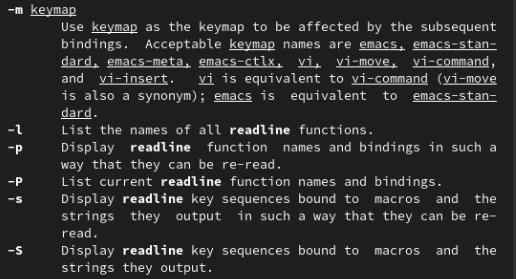 -m keymap
Use keymap as the keymap to be affected by the subsequent
bindings. Acceptable keymap names are emacs, emacs-stan-
dard, emacs-meta, emacs-ctlx, vi, vi-move, vi-command,
and vi-insert. vi is equivalent to vi-command (vi-move
is also a synonym); emacs is equivalent to emacs-stan-
dard.
-l List the names of all readline functions.
-p Display readline function names and bindings in such a
way that they can be re-read.
-P List current readline function names and bindings.
-s Display readline key sequences bound to macros and the
strings they output in such a way that they can be re-
read.
-S Display readline key sequences bound to macros and the
strings they output.